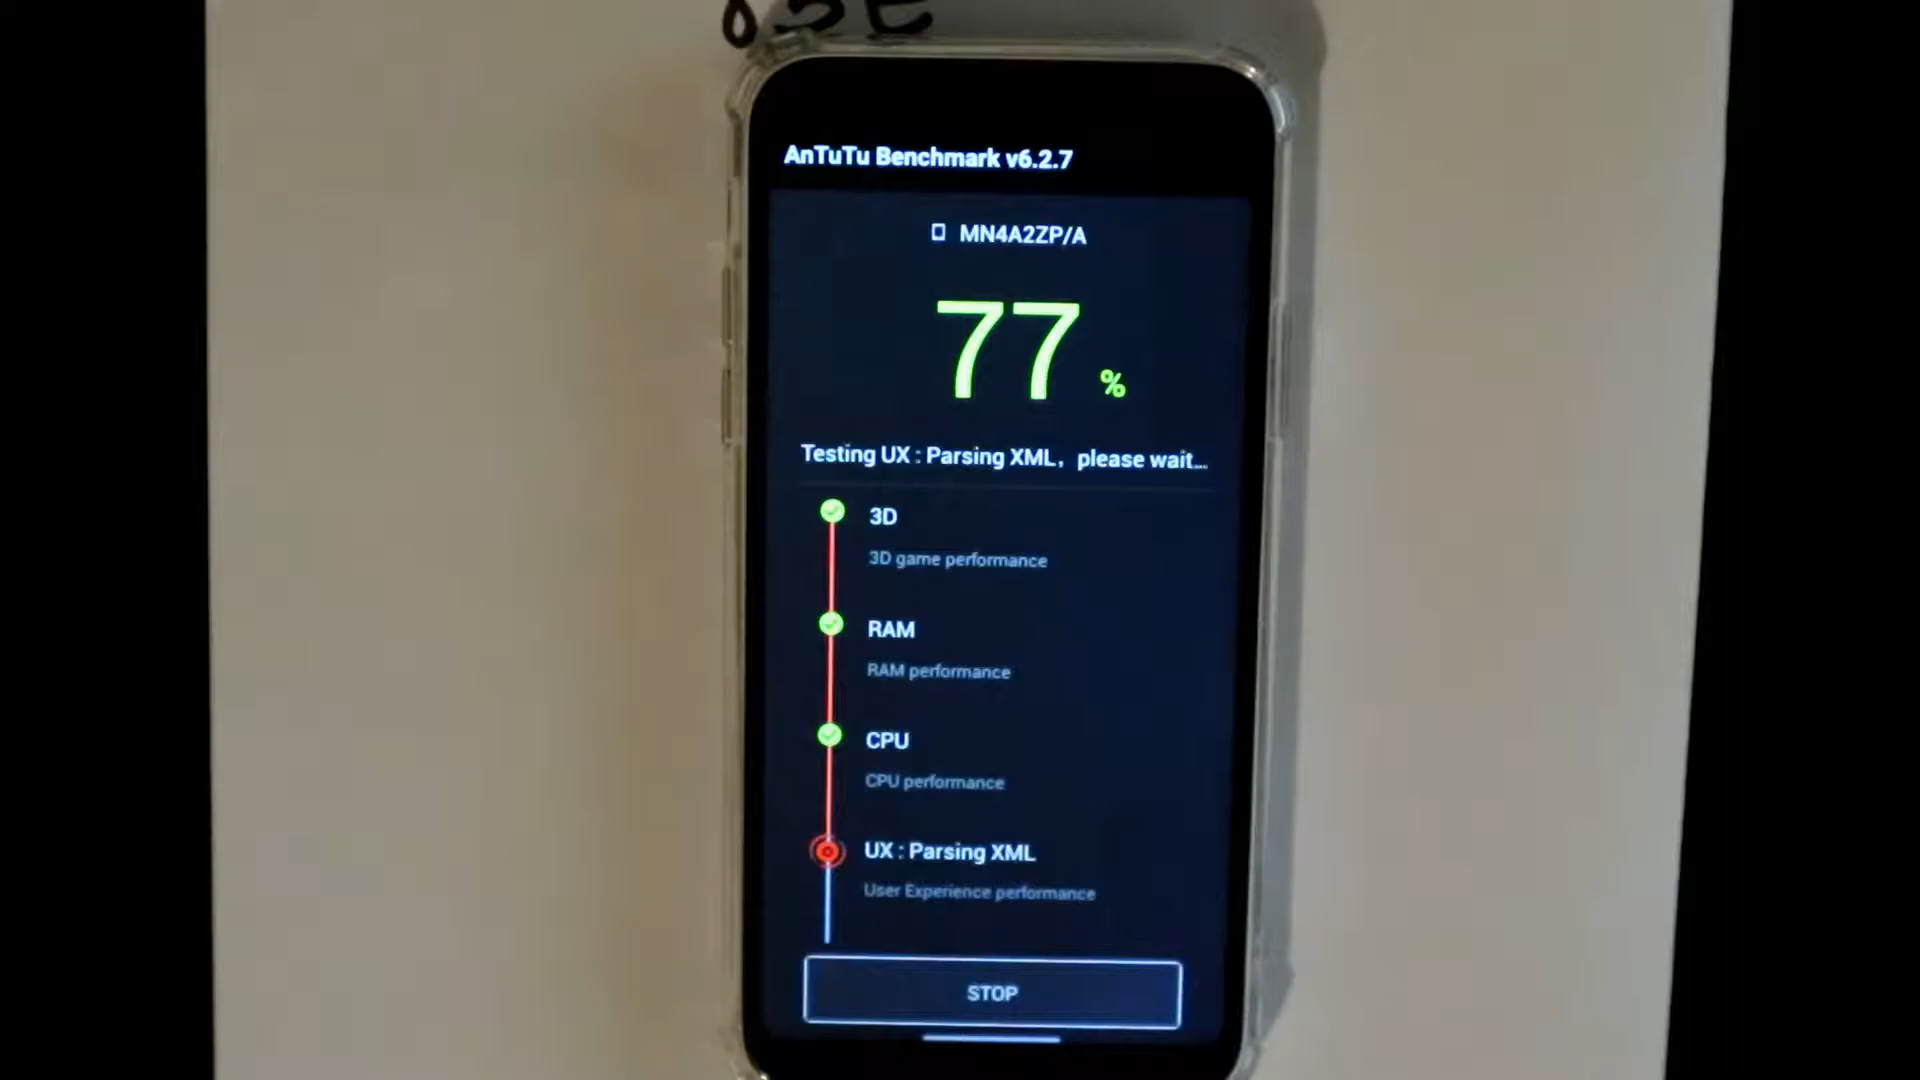 AnTuTu Benchmark v6.2.7
MN4A2ZP/A
77 %
Testing UX : Parsing XML, please wait...
3D
3D game performance
RAM
RAM performance
CPU
CPU performance
UX : Parsing XML
User Experience performance
STOP